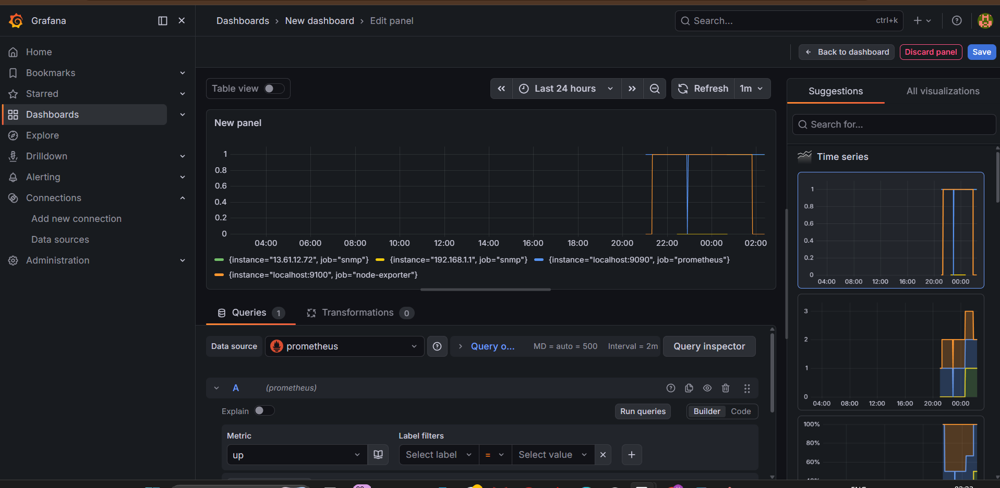 Grafana
Dashboards › New dashboard › Edit panel
Search...
ctrl+k
Home
Bookmarks
Starred
Dashboards
Explore
Drilldown
Alerting
Connections
Add new connection
Data sources
Administration
Back to dashboard
Discard panel
Save
Table view
Last 24 hours
Refresh
1m
New panel
1
0.8
0.6
0.4
0.2
0
04:00 06:00 08:00 10:00 12:00 14:00 16:00 18:00 20:00 22:00 00:00 02:00
{instance="13.61.12.72", job="snmp"} {instance="192.168.1.1", job="snmp"} {instance="localhost:9090", job="prometheus"}
{instance="localhost:9100", job="node-exporter"}
Queries 1
Transformations 0
Data source
prometheus
Query o...
MD = auto = 500
Interval = 2m
Query inspector
A
(prometheus)
Explain
Run queries
Builder
Code
Metric
Label filters
up
Select label
=
Select value
Suggestions
All visualizations
Search for...
Time series
1
0.8
0.6
0.4
0.2
0
04:00 08:00 12:00 16:00 20:00 00:00
3
2
1
0
04:00 08:00 12:00 16:00 20:00 00:00
100%
80%
60%